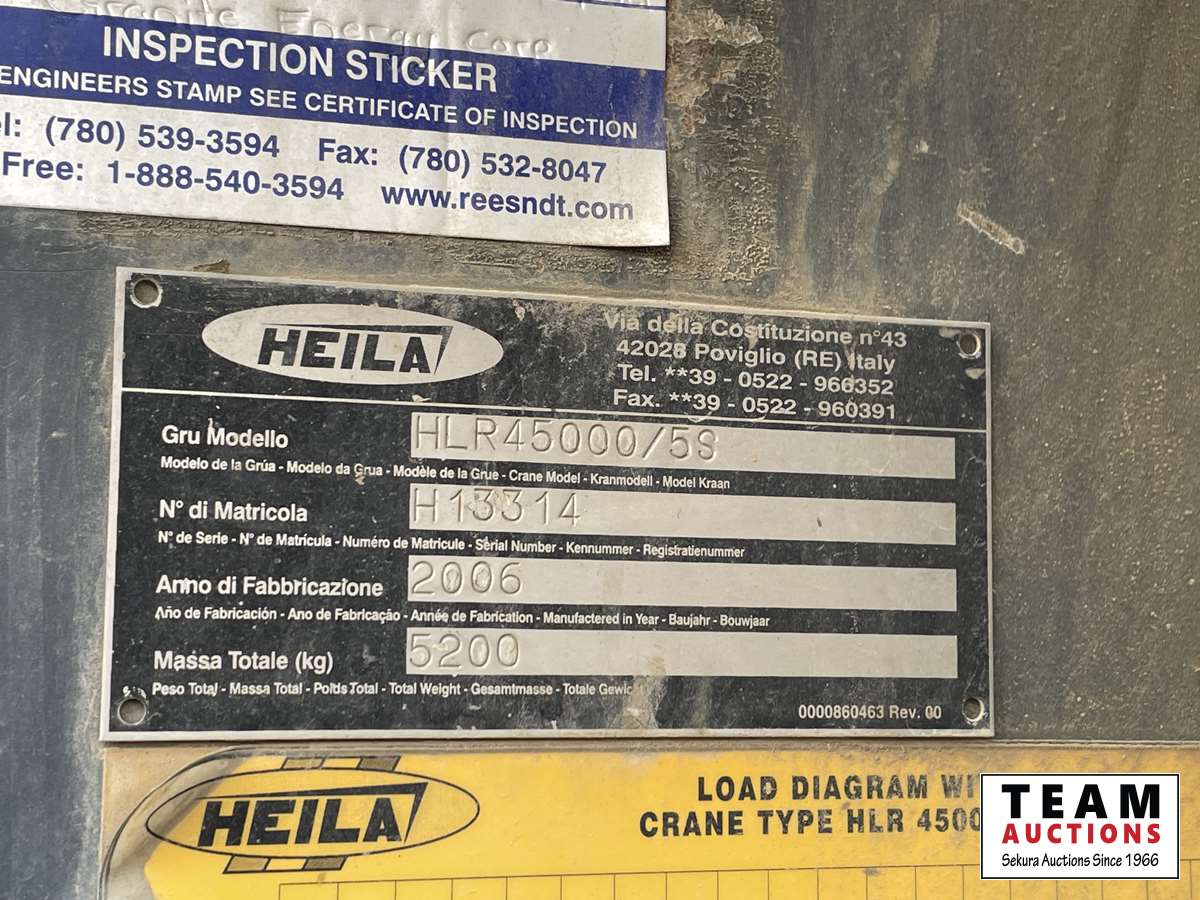 Energy Corp
INSPECTION STICKER
ENGINEERS STAMP SEE CERTIFICATE OF INSPECTION
(780) 539-3594 Fax: (780) 532-8047
Free: 1-888-540-3594 www.reesndt.com
HEILA
Via della Costituzione n°43
42028 Poviglio (RE) Italy
Tel. **39 - 0522 - 966352
Fax. **39 - 0522 - 960391
Gru Modello HLR45000/5S
Modelo de la Grúa - Modelo da Grua - Modèle de la Grue - Crane Model - Kranmodell - Model Kraan
N° di Matricola H13314
N° de Serie - N° de Matrícula - Numéro de Matricule - Serial Number - Kennummer - Registratienummer
Anno di Fabbricazione 2006
Año de Fabricación - Ano de Fabricação - Année de Fabrication - Manufactured in Year - Baujahr - Bouwjaar
Massa Totale (kg) 5200
Peso Total - Massa Total - Poids Total - Total Weight - Gesamtmasse - Totale
0000860463 Rev. 00
HEILA
LOAD DIAGRAM
CRANE TYPE HLR 4500
TEAM
AUCTIONS
Sekura Auctions Since 1966